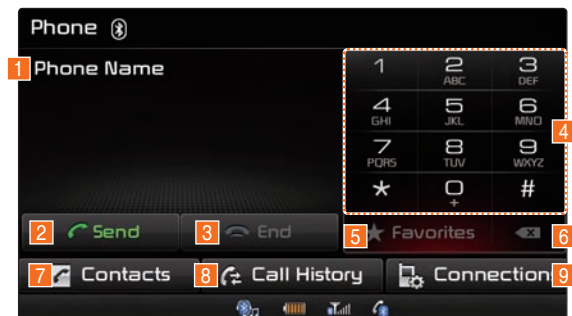 Phone
1 Phone Name
1 2 ABC 3 DEF
4 GHI 5 JKL 6 MNO
4
7 PQRS 8 TUV 9 WXYZ
* 0 + #
2 Send 3 End 5 ★ Favorites 6
7 Contacts 8 Call History Connections 9